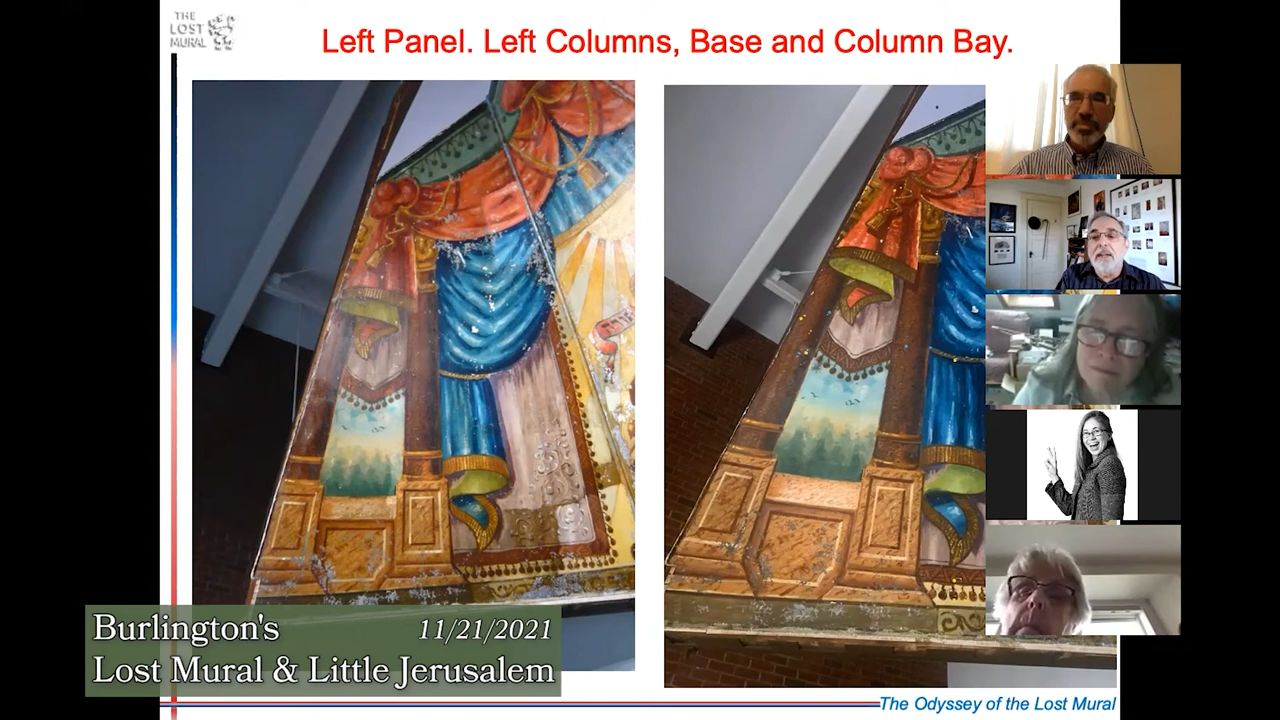 THE
LOST
MURAL
Left Panel. Left Columns, Base and Column Bay.
Burlington's 11/21/2021
Lost Mural & Little Jerusalem
The Odyssey of the Lost Mural